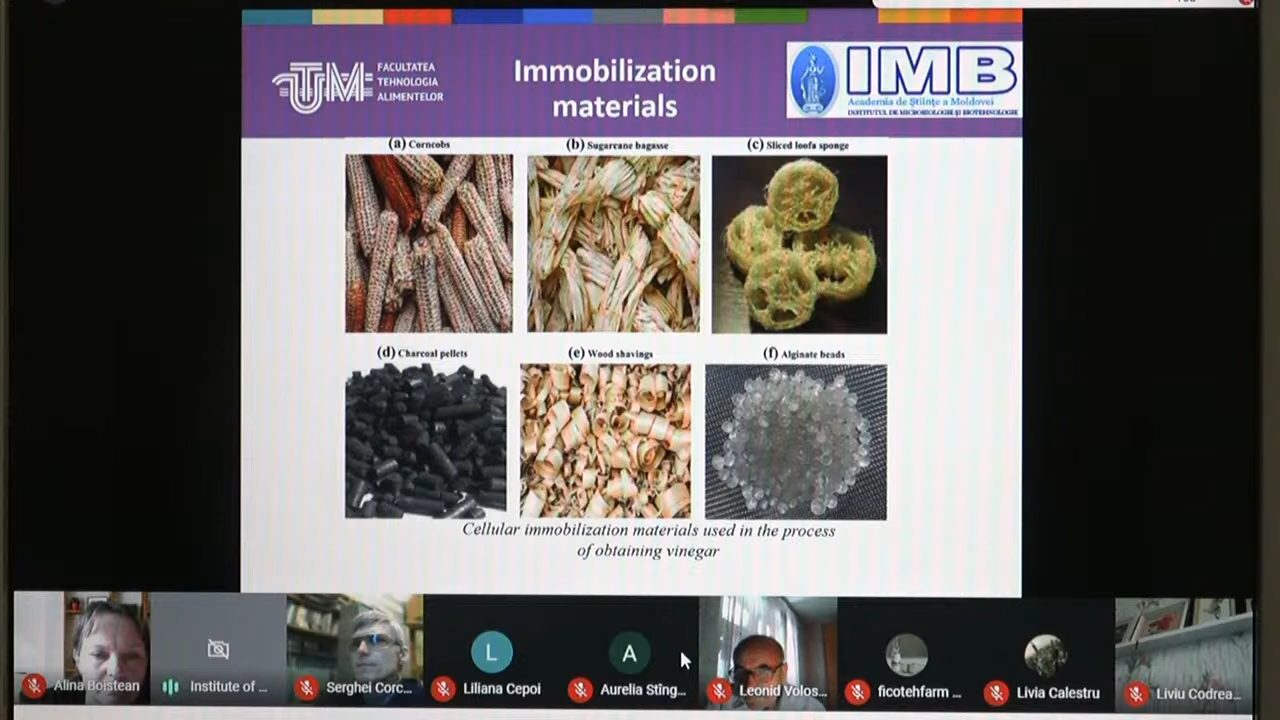 UTM
FACULTATEA
TEHNOLOGIA
ALIMENTELOR
Immobilization
materials
IMB
Academia de Științe a Moldovei
INSTITUTUL DE MICROBIOLOGIE ȘI BIOTEHNOLOGIE
(a) Corncobs
(b) Sugarcane bagasse
(c) Sliced loofa sponge
(d) Charcoal pellets
(e) Wood shavings
(f) Alginate beads
Cellular immobilization materials used in the process
of obtaining vinegar
Alina Boistean
Institute of ...
Serghei Corc...
L
Liliana Cepoi
A
Aurelia Stîng...
Leonid Volos...
ficotehfarm ...
Livia Calestru
Liviu Codrea...